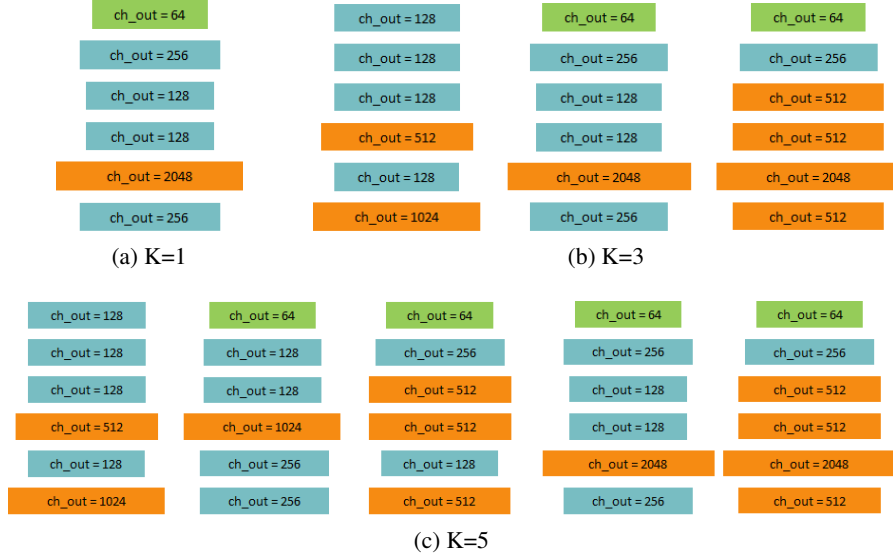 ch_out = 64
ch_out = 256
ch_out = 128
ch_out = 128
ch_out = 2048
ch_out = 256
(a) K=1
ch_out = 128
ch_out = 128
ch_out = 128
ch_out = 512
ch_out = 128
ch_out = 1024
ch_out = 64
ch_out = 256
ch_out = 128
ch_out = 128
ch_out = 2048
ch_out = 256
ch_out = 64
ch_out = 256
ch_out = 512
ch_out = 512
ch_out = 2048
ch_out = 512
(b) K=3
ch_out = 128
ch_out = 128
ch_out = 128
ch_out = 512
ch_out = 128
ch_out = 1024
ch_out = 64
ch_out = 128
ch_out = 128
ch_out = 1024
ch_out = 256
ch_out = 256
ch_out = 64
ch_out = 256
ch_out = 512
ch_out = 512
ch_out = 128
ch_out = 512
ch_out = 64
ch_out = 256
ch_out = 128
ch_out = 128
ch_out = 2048
ch_out = 256
ch_out = 64
ch_out = 256
ch_out = 512
ch_out = 512
ch_out = 2048
ch_out = 512
(c) K=5